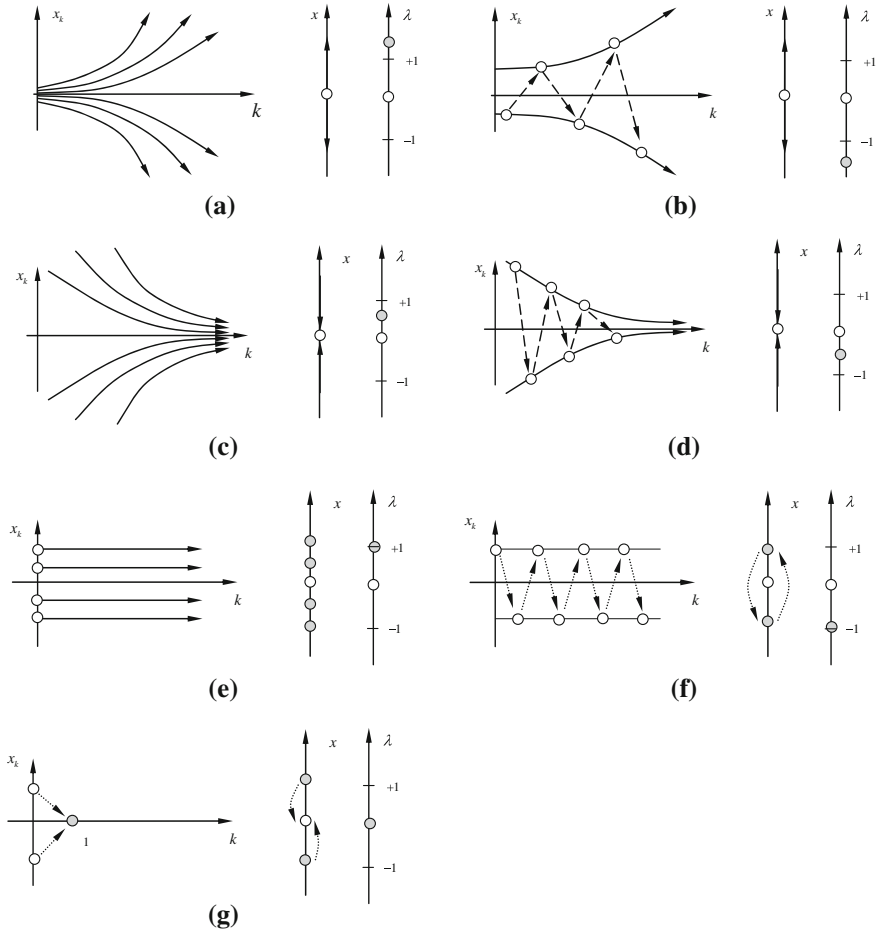 x_k k x λ +1 −1
(a)
k x λ +1 −1
(b)
x_k k x λ +1 −1
(c)
x_k k x λ +1 −1
(d)
x_k k x λ +1 −1
(e)
x_k k x λ +1 −1
(f)
x_k 1 k x λ +1 −1
(g)